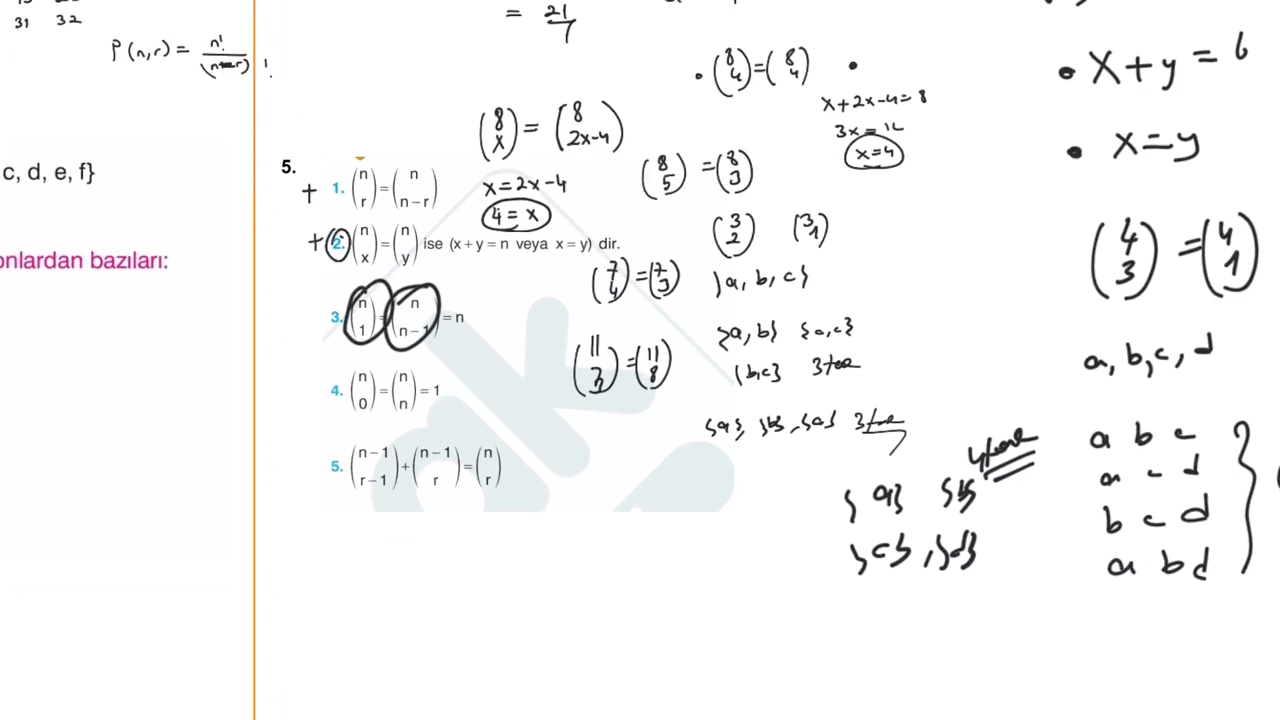 31 32
P(n,r) = n! / (n-r)!
c, d, e, f}
onlardan bazıları:
= 21 / 
5.
+ 1. (n r) = (n n-r)
+ 2. (n x) = (n y) ise (x + y = n veya x = y) dir.
3. (n 1) = (n n-1) = n
4. (n 0) = (n n) = 1
5. (n-1 r-1) + (n-1 r) = (n r)
(8 x) = (8 2x-4)
x = 2x-4
4 = x
• (8 4) = (8 4) •
x+2x-4=8
3x = 12
x=4
(8 5) = (8 3)
(3 2) (3 1)
(7 4) = (7 3) {a, b, c}
{a, b} {a,c}
{b,c} 3 tane
(11 3) = (11 8)
{a}, {b}, {c} 3 tane
4 tane
{a} {b}
{c}, {d}
• x+y = 6
• x=y
(4 3) = (4 1)
a, b, c, d
a b c
a c d
b c d
a b d